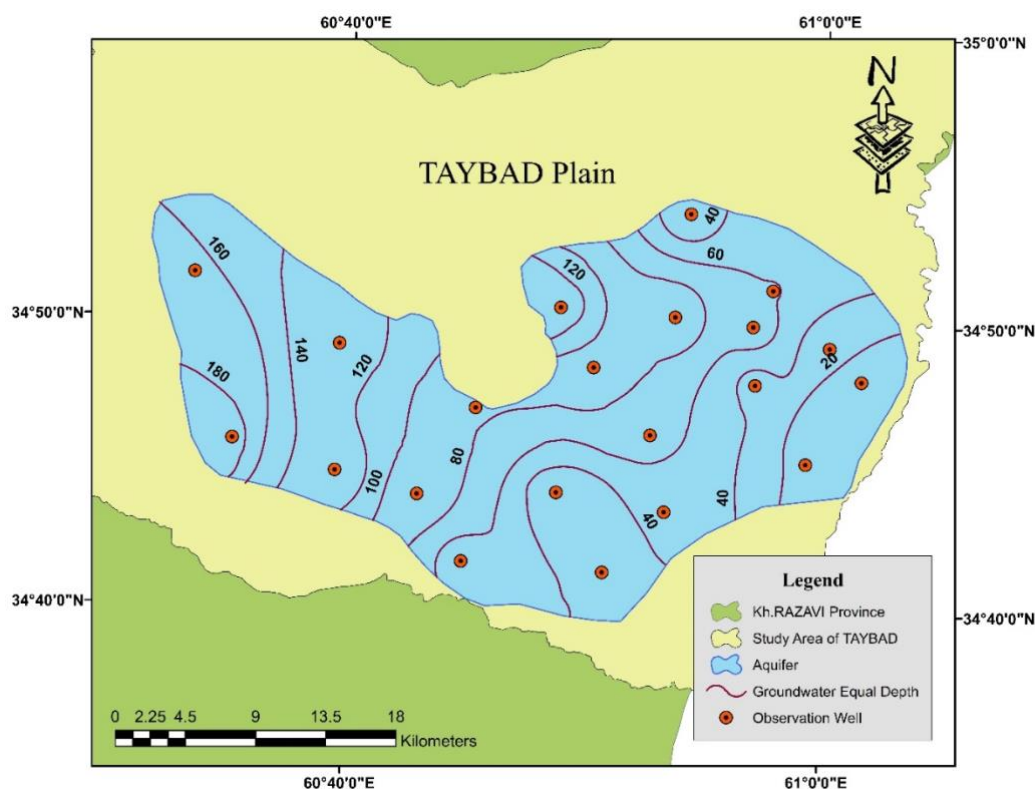 60°40'0"E
61°0'0"E
35°0'0"N
N
TAYBAD Plain
40
160
60
120
34°50'0"N
34°50'0"N
140
120
20
180
80
100
40
40
Legend
34°40'0"N
34°40'0"N
Kh.RAZAVI Province
Study Area of TAYBAD
Aquifer
Groundwater Equal Depth
0 2.25 4.5 9 13.5 18
Observation Well
Kilometers
60°40'0"E
61°0'0"E